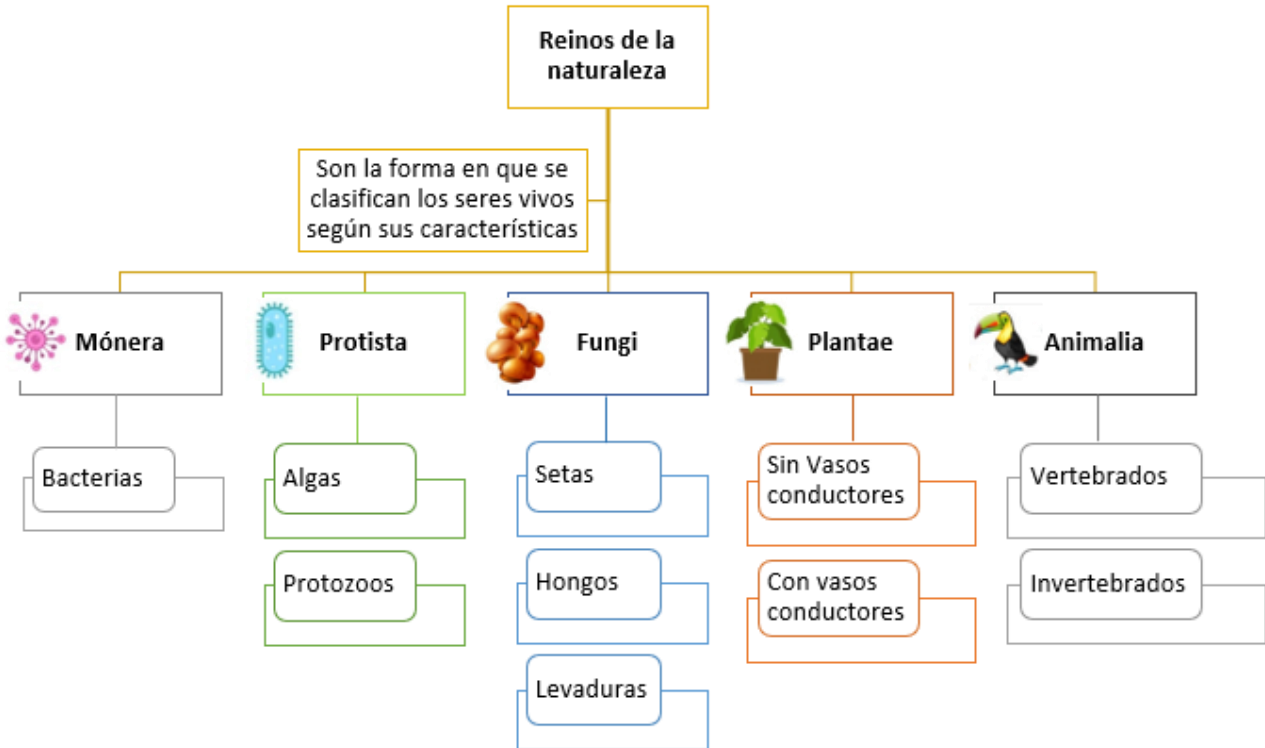 Reinos de la
naturaleza
Son la forma en que se
clasifican los seres vivos
según sus características
Mónera
Protista
Fungi
Plantae
Animalia
Bacterias
Algas
Protozoos
Setas
Hongos
Levaduras
Sin Vasos
conductores
Con vasos
conductores
Vertebrados
Invertebrados